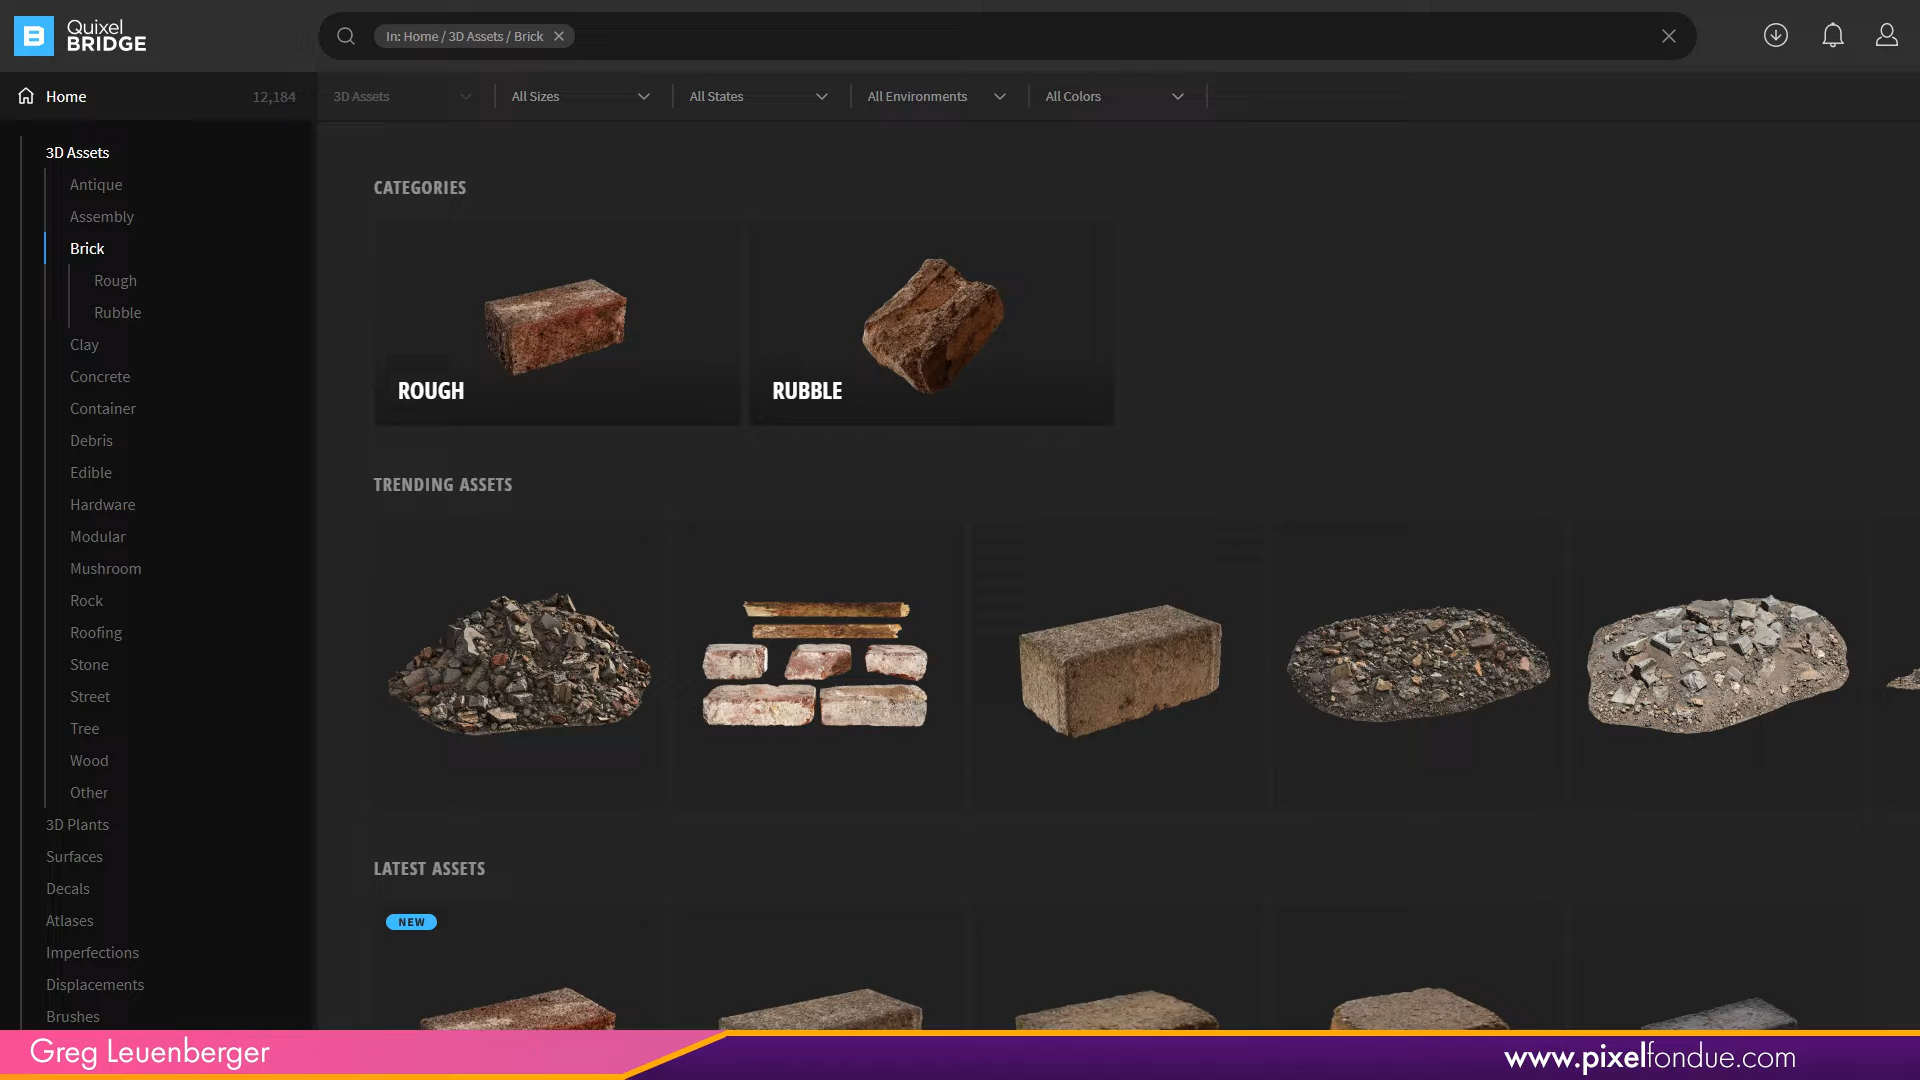 Quixel
BRIDGE
In: Home / 3D Assets / Brick
Home 12,184
3D Assets
All Sizes
All States
All Environments
All Colors
3D Assets
Antique
Assembly
Brick
Rough
Rubble
Clay
Concrete
Container
Debris
Edible
Hardware
Modular
Mushroom
Rock
Roofing
Stone
Street
Tree
Wood
Other
3D Plants
Surfaces
Decals
Atlases
Imperfections
Displacements
Brushes
CATEGORIES
ROUGH
RUBBLE
TRENDING ASSETS
LATEST ASSETS
NEW
Greg Leuenberger
www.pixelfondue.com